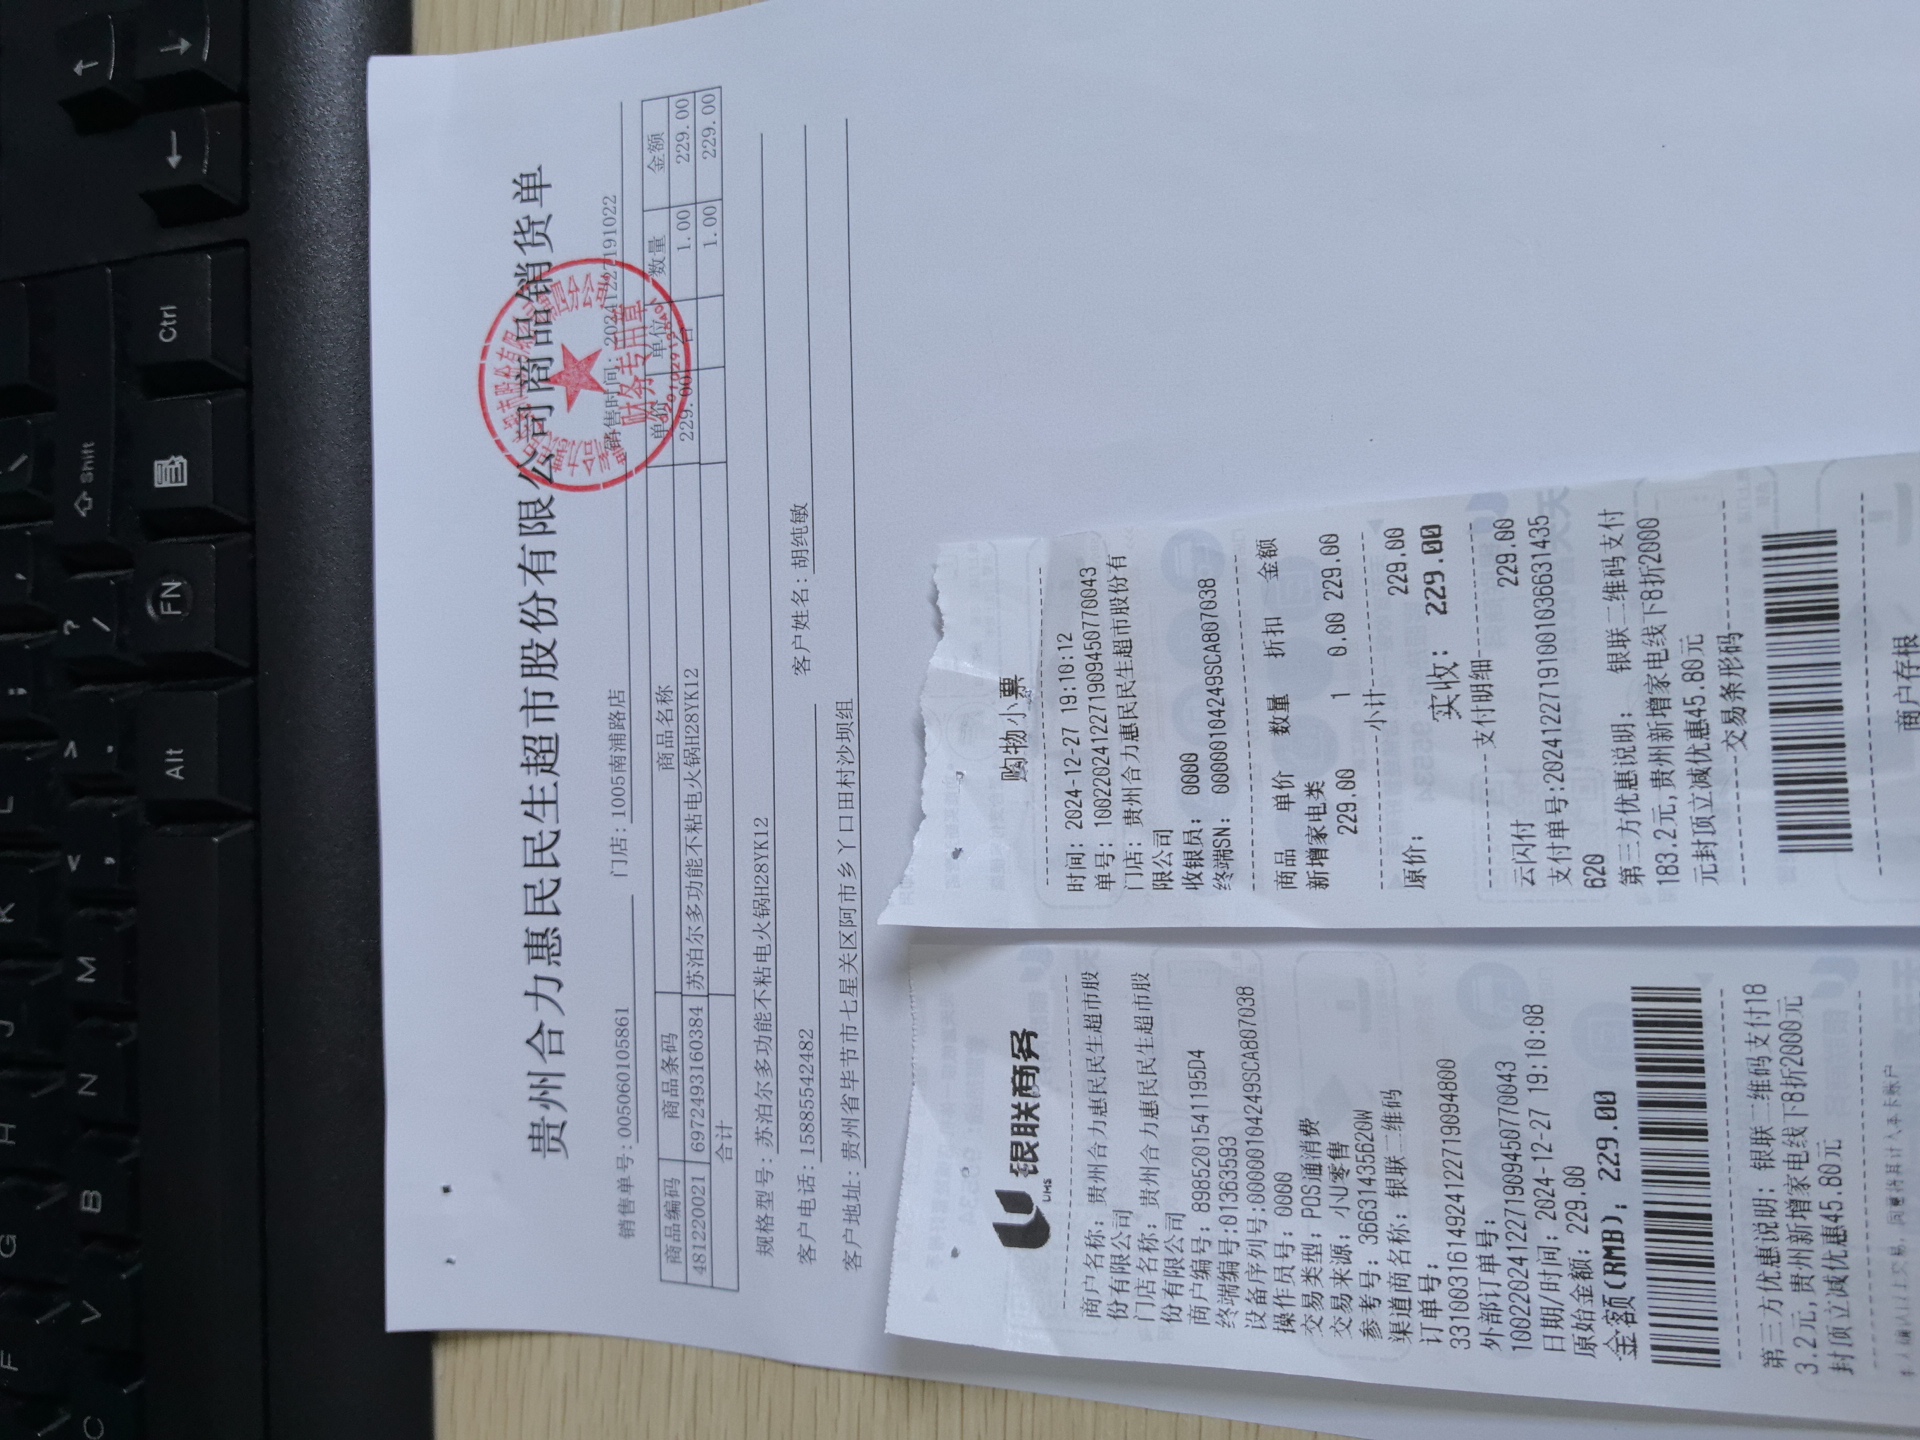 贵州合力惠民民生超市股份有限公司商品销货单
销售单号: 005060105861 门店: 1005南浦路店 销售时间: 20241227191022
商品编码 商品条码 商品名称 单价 单位 数量 金额
481220021 6972493160384 苏泊尔多功能不粘电火锅H28YK12 229.00 台 1.00 229.00
合计 1.00 229.00
规格型号: 苏泊尔多功能不粘电火锅H28YK12
客户电话: 15885542482 客户姓名: 胡纯敏
客户地址: 贵州省毕节市市七星关区阿市乡丫口田村沙坝组
财务专用章
银联商务
UMS
商户名称: 贵州合力惠民民生超市股
份有限公司
门店名称: 贵州合力惠民民生超市股
份有限公司
商户编号: 89852015411195D4
终端编号:01363593
设备序列号:00000104249SCA807038
操作员号: 0000
交易类型: POS通消费
交易来源: 小U零售
参考号: 36631435620W
渠道商名称: 银联二维码
订单号:
33100316149241227190948​00
外部订单号:
1002202412271909450770043
日期/时间: 2024-12-27 19:10:08
原始金额: 229.00
金额(RMB): 229.00
第三方优惠说明: 银联二维码支付18
3.2元,贵州新增家电线下8折2000元
封顶立减优惠45.80元
购物小票
时间: 2024-12-27 19:10:12
单号: 10022024122719094507770043
门店: 贵州合力惠民民生超市股份有
限公司
收银员: 0000
终端SN: 00000104249SCA807038
商品 单价 数量 折扣 金额
新增家电类
229.00 1 0.00 229.00
小计
原价: 229.00
实收: 229.00
支付明细
云闪付 229.00
支付单号:20241227191001036631435
620
第三方优惠说明: 银联二维码支付
183.2元,贵州新增家电线下8折2000
元封顶立减优惠45.80元
交易条形码
商户存根
Shift
Ctrl
FN
Alt
?
/
>
.
<
,
;
L
K
M
J
N
H
B
G
V
F
C